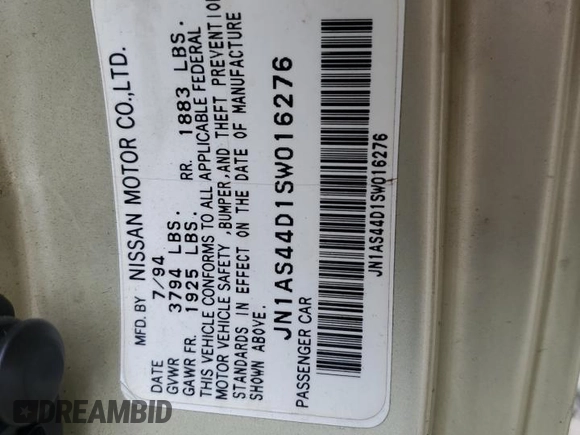 MFD. BY NISSAN MOTOR CO.,LTD.
DATE 7/94
GVWR 3794 LBS.
GAWR FR. 1925 LBS. RR. 1883 LBS.
THIS VEHICLE CONFORMS TO ALL APPLICABLE FEDERAL
MOTOR VEHICLE SAFETY ,BUMPER,AND THEFT PREVENTION
STANDARDS IN EFFECT ON THE DATE OF MANUFACTURE
SHOWN ABOVE.
JN1AS44D1SW016276
PASSENGER CAR
JN1AS44D1SW016276
DREAMBID